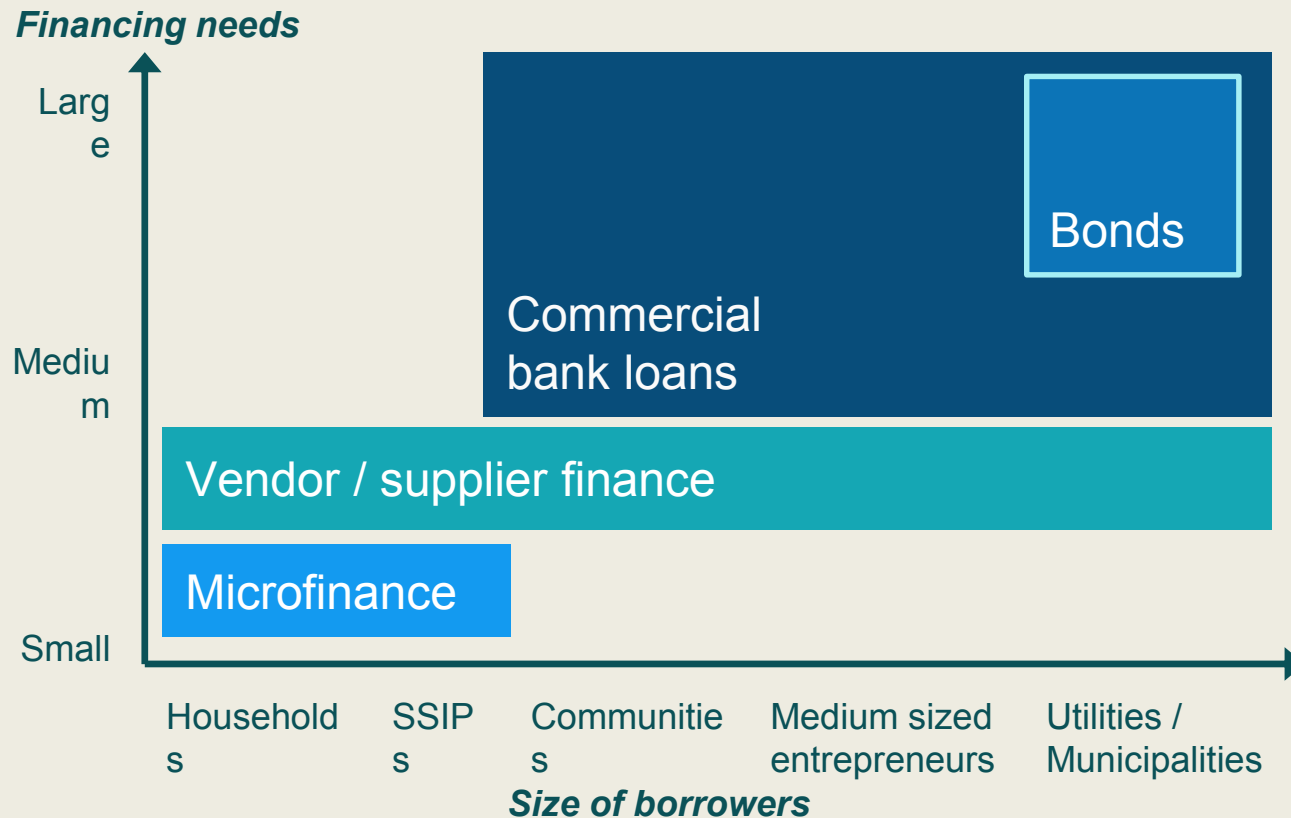 Financing needs
Larg
e
Bonds
Commercial
bank loans
Mediu
m
Vendor / supplier finance
Microfinance
Small
Household
s
SSIP
s
Communitie
s
Medium sized
entrepreneurs
Utilities /
Municipalities
Size of borrowers